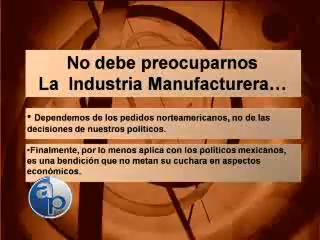 No debe preocuparnos
La Industria Manufacturera...
• Dependemos de los pedidos norteamericanos, no de las
decisiones de nuestros políticos.
•Finalmente, por lo menos aplica con los políticos mexicanos,
es una bendición que no metan su cuchara en aspectos
económicos.
ap